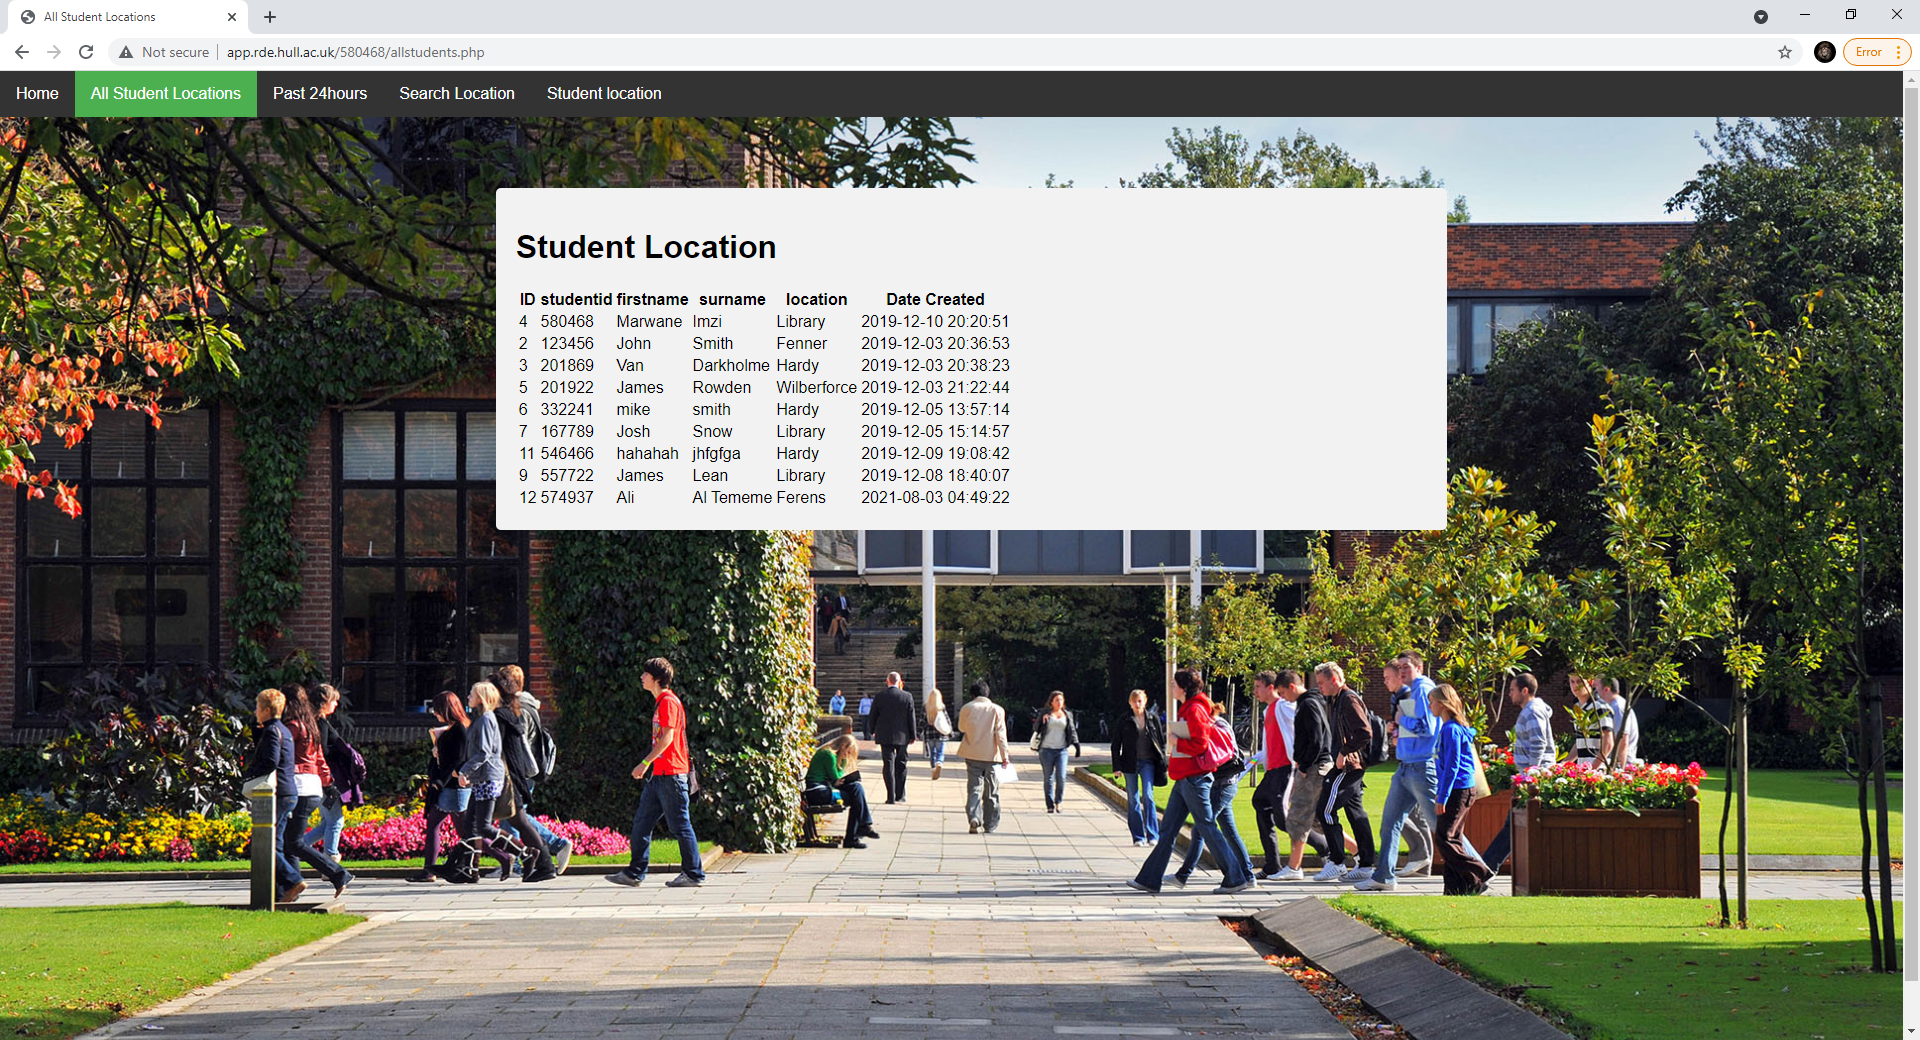 All Student Locations
Not secure app.rde.hull.ac.uk/580468/allstudents.php Error
Home All Student Locations Past 24hours Search Location Student location
Student Location
ID studentid firstname surname location Date Created
4 580468 Marwane Imzi Library 2019-12-10 20:20:51
2 123456 John Smith Fenner 2019-12-03 20:36:53
3 201869 Van Darkholme Hardy 2019-12-03 20:38:23
5 201922 James Rowden Wilberforce 2019-12-03 21:22:44
6 332241 mike smith Hardy 2019-12-05 13:57:14
7 167789 Josh Snow Library 2019-12-05 15:14:57
11 546466 hahahah jhfgfga Hardy 2019-12-09 19:08:42
9 557722 James Lean Library 2019-12-08 18:40:07
12 574937 Ali Al Tememe Ferens 2021-08-03 04:49:22